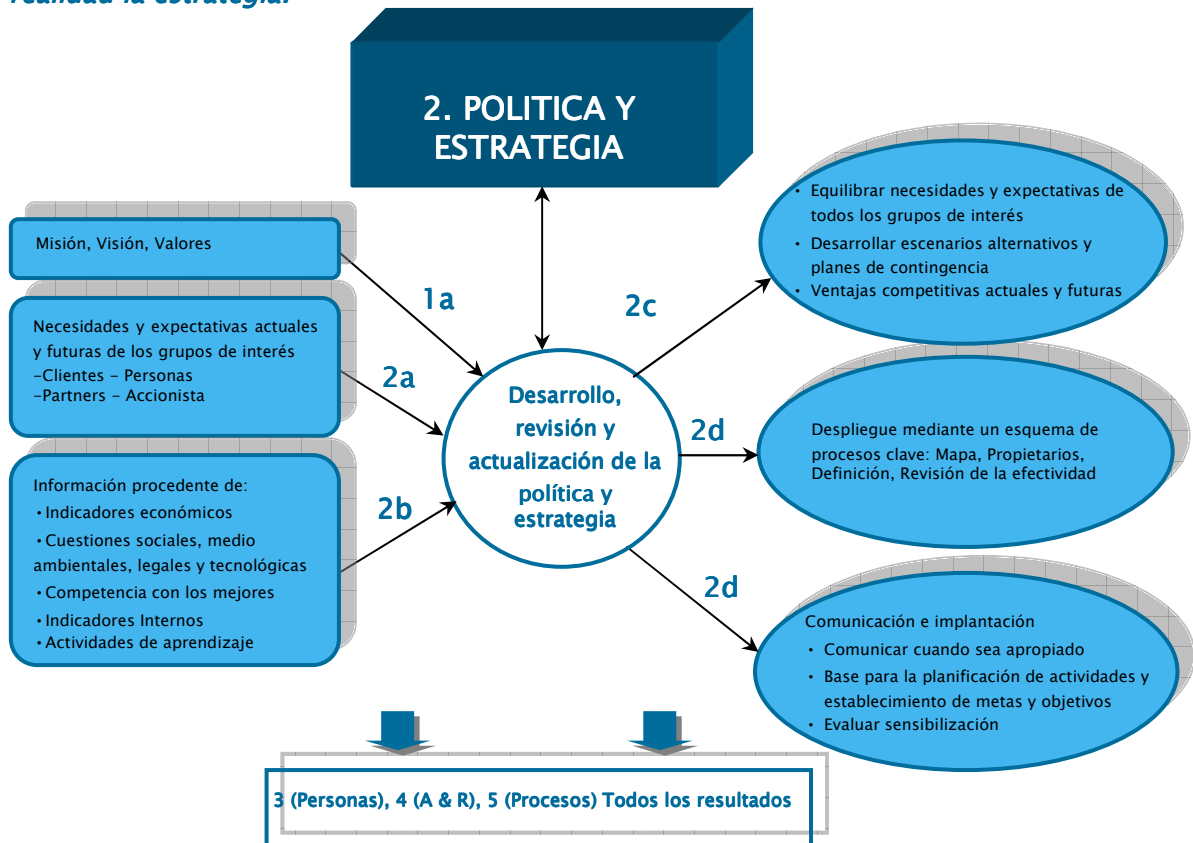 realidad la estrategia.
2. POLITICA Y
ESTRATEGIA
Misión, Visión, Valores
1a
Necesidades y expectativas actuales
y futuras de los grupos de interés
-Clientes - Personas
-Partners - Accionista
2a
Información procedente de:
• Indicadores económicos
• Cuestiones sociales, medio
ambientales, legales y tecnológicas
• Competencia con los mejores
• Indicadores Internos
• Actividades de aprendizaje
2b
Desarrollo,
revisión y
actualización de la
política y
estrategia
2c
• Equilibrar necesidades y expectativas de
todos los grupos de interés
• Desarrollar escenarios alternativos y
planes de contingencia
• Ventajas competitivas actuales y futuras
2d
Despliegue mediante un esquema de
procesos clave: Mapa, Propietarios,
Definición, Revisión de la efectividad
2d
Comunicación e implantación
• Comunicar cuando sea apropiado
• Base para la planificación de actividades y
establecimiento de metas y objetivos
• Evaluar sensibilización
3 (Personas), 4 (A & R), 5 (Procesos) Todos los resultados